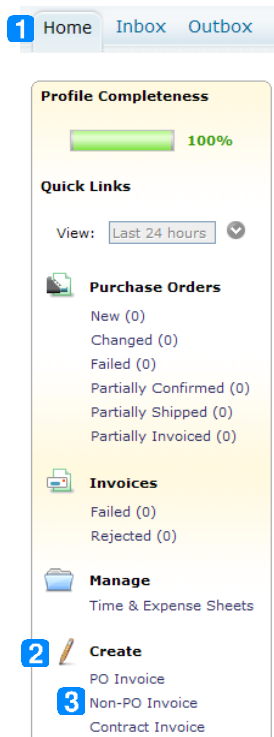 1 Home Inbox Outbox
Profile Completeness
100%
Quick Links
View: Last 24 hours
Purchase Orders
New (0)
Changed (0)
Failed (0)
Partially Confirmed (0)
Partially Shipped (0)
Partially Invoiced (0)
Invoices
Failed (0)
Rejected (0)
Manage
Time & Expense Sheets
2 Create
PO Invoice
3 Non-PO Invoice
Contract Invoice